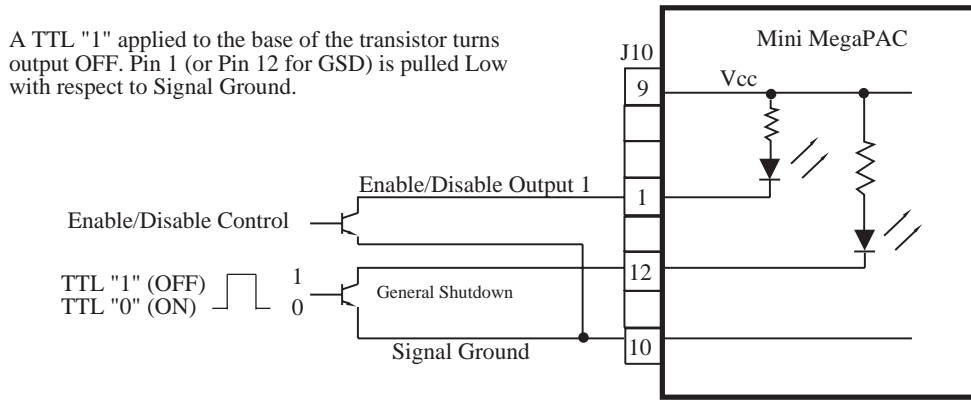 A TTL "1" applied to the base of the transistor turns
output OFF. Pin 1 (or Pin 12 for GSD) is pulled Low
with respect to Signal Ground.
J10
Mini MegaPAC
9
Vcc
Enable/Disable Output 1
1
Enable/Disable Control
12
TTL "1" (OFF)
1
General Shutdown
TTL "0" (ON)
0
Signal Ground
10